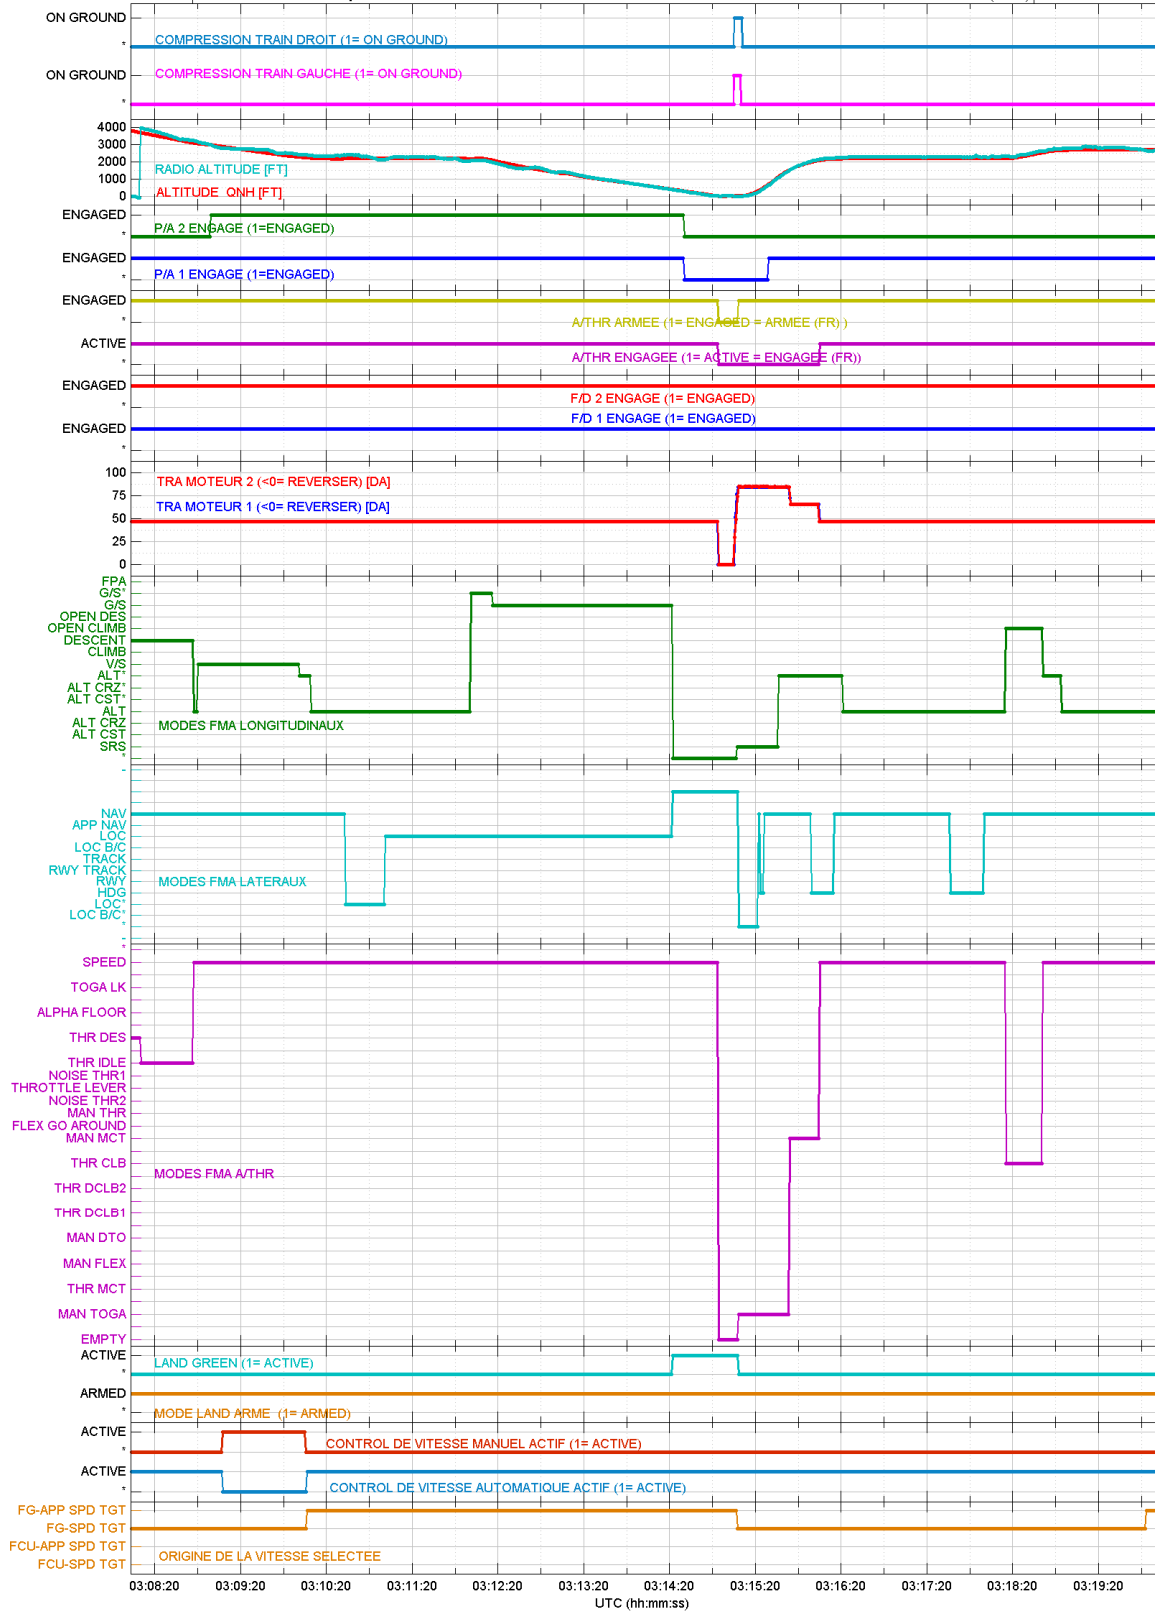 ON GROUND
COMPRESSION TRAIN DROIT (1= ON GROUND)
*
ON GROUND
COMPRESSION TRAIN GAUCHE (1= ON GROUND)
*
4000
3000
2000
RADIO ALTITUDE [FT]
1000
ALTITUDE QNH [FT]
0
ENGAGED
P/A 2 ENGAGE (1=ENGAGED)
*
ENGAGED
P/A 1 ENGAGE (1=ENGAGED)
*
ENGAGED
A/THR ARMEE (1= ENGAGED = ARMEE (FR) )
*
ACTIVE
A/THR ENGAGEE (1= ACTIVE = ENGAGEE (FR))
*
ENGAGED
F/D 2 ENGAGE (1= ENGAGED)
*
F/D 1 ENGAGE (1= ENGAGED)
ENGAGED
*
100
TRA MOTEUR 2 (<0= REVERSER) [DA]
75
TRA MOTEUR 1 (<0= REVERSER) [DA]
50
25
0
FPA
G/S*
G/S
OPEN DES
OPEN CLIMB
DESCENT
CLIMB
V/S
ALT*
ALT CRZ*
ALT CST*
ALT
ALT CRZ
MODES FMA LONGITUDINAUX
ALT CST
SRS
*
-
NAV
APP NAV
LOC
LOC B/C
TRACK
RWY TRACK
RWY
MODES FMA LATERAUX
HDG
LOC*
LOC B/C*
*
-
*
SPEED
TOGA LK
ALPHA FLOOR
THR DES
THR IDLE
NOISE THR1
THROTTLE LEVER
NOISE THR2
MAN THR
FLEX GO AROUND
MAN MCT
THR CLB
MODES FMA A/THR
THR DCLB2
THR DCLB1
MAN DTO
MAN FLEX
THR MCT
MAN TOGA
EMPTY
ACTIVE
LAND GREEN (1= ACTIVE)
*
ARMED
MODE LAND ARME (1= ARMED)
*
ACTIVE
CONTROL DE VITESSE MANUEL ACTIF (1= ACTIVE)
*
ACTIVE
CONTROL DE VITESSE AUTOMATIQUE ACTIF (1= ACTIVE)
*
FG-APP SPD TGT
FG-SPD TGT
FCU-APP SPD TGT
ORIGINE DE LA VITESSE SELECTEE
FCU-SPD TGT
03:08:20 03:09:20 03:10:20 03:11:20 03:12:20 03:13:20 03:14:20 03:15:20 03:16:20 03:17:20 03:18:20 03:19:20
UTC (hh:mm:ss)